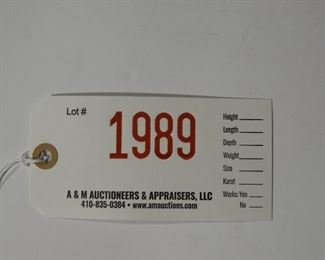 Lot #
1989
Height
Length
Depth
Weight
Size
Karat
Works: Yes
No
A & M AUCTIONEERS & APPRAISERS, LLC
410-835-0384 • www.amauctions.com